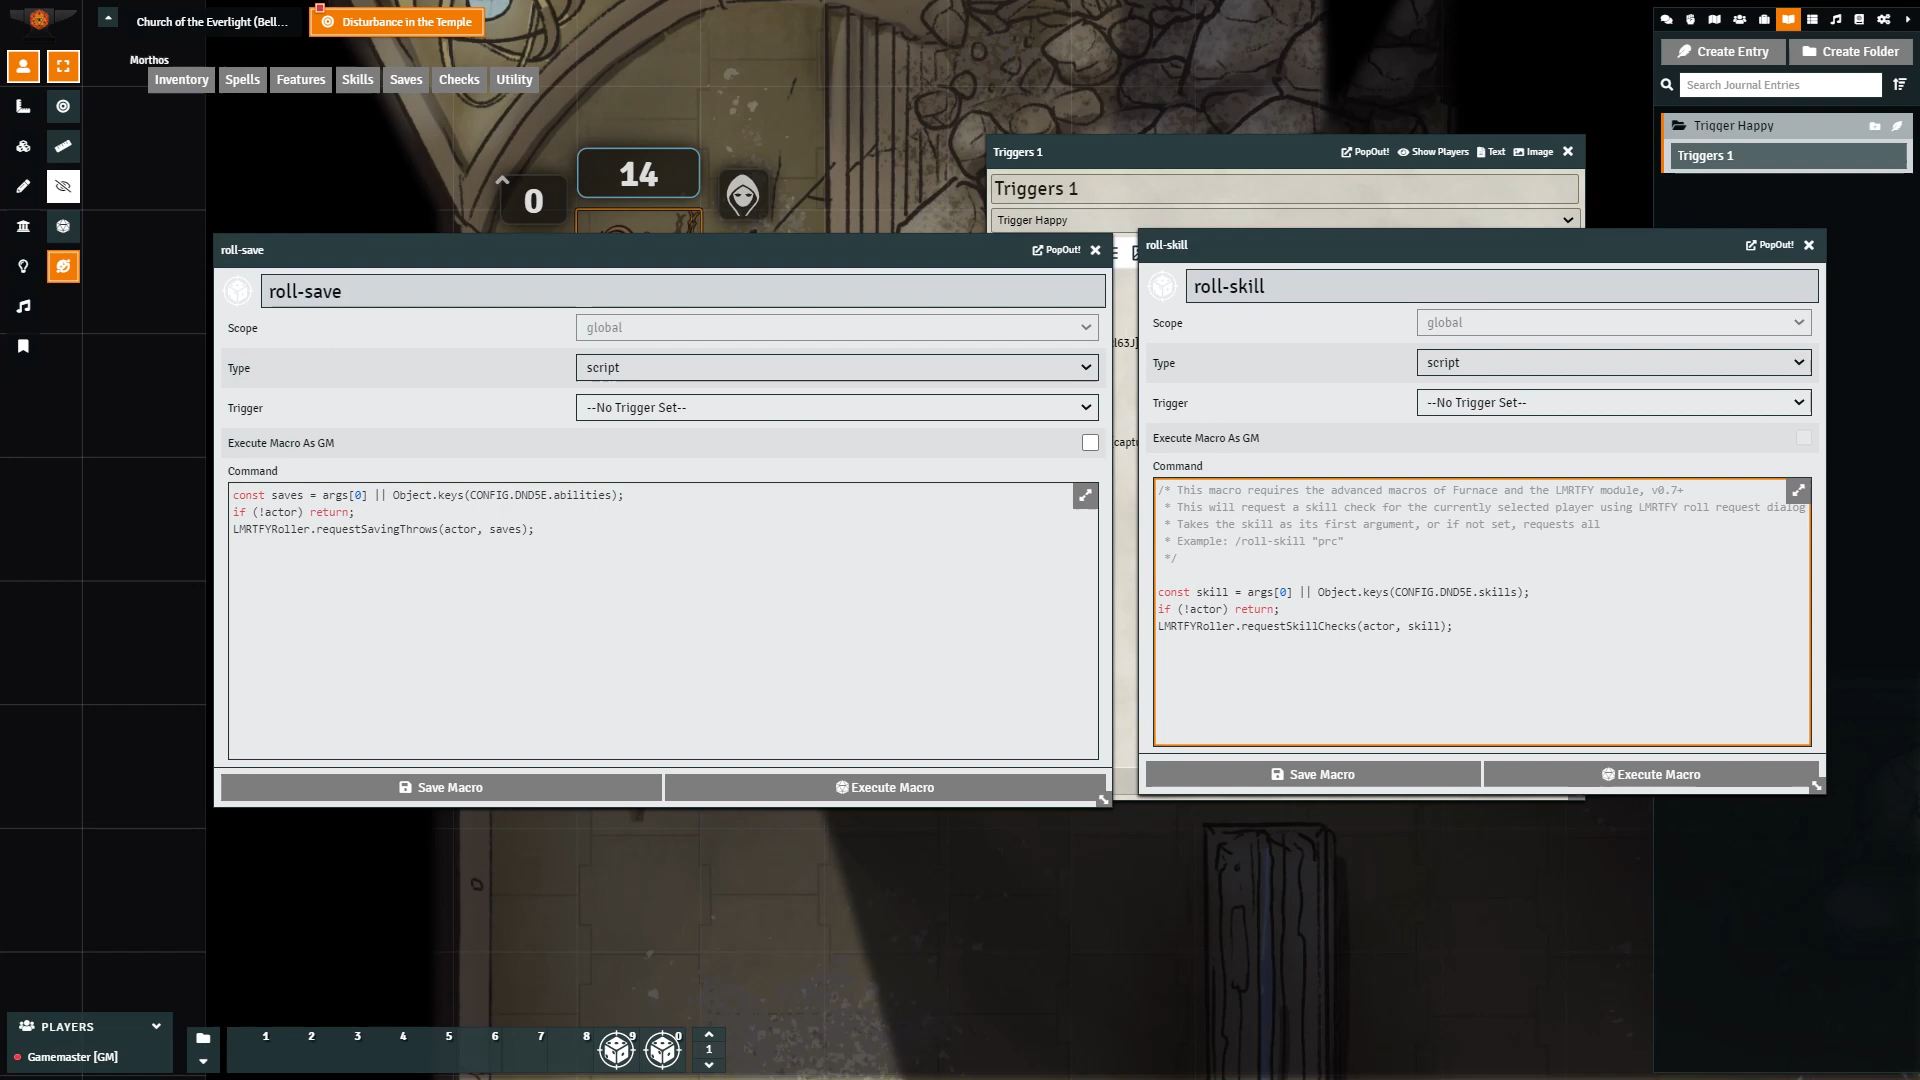 Church of the Everlight (Bell...
Disturbance in the Temple
Morthos
Inventory
Spells
Features
Skills
Saves
Checks
Utility
Create Entry
Create Folder
Search Journal Entries
Trigger Happy
Triggers 1
0
14
Triggers 1
PopOut!
Show Players
Text
Image
Triggers 1
Trigger Happy
l63J]
captu
roll-save
PopOut!
roll-save
Scope
global
Type
script
Trigger
--No Trigger Set--
Execute Macro As GM
Command
const saves = args[0] || Object.keys(CONFIG.DND5E.abilities);
if (!actor) return;
LMRTFYRoller.requestSavingThrows(actor, saves);
Save Macro
Execute Macro
roll-skill
PopOut!
roll-skill
Scope
global
Type
script
Trigger
--No Trigger Set--
Execute Macro As GM
Command
/* This macro requires the advanced macros of Furnace and the LMRTFY module, v0.7+
* This will request a skill check for the currently selected player using LMRTFY roll request dialog
* Takes the skill as its first argument, or if not set, requests all
* Example: /roll-skill "prc"
*/
const skill = args[0] || Object.keys(CONFIG.DND5E.skills);
if (!actor) return;
LMRTFYRoller.requestSkillChecks(actor, skill);
Save Macro
Execute Macro
PLAYERS
Gamemaster [GM]
1 2 3 4 5 6 7 8 9 0
1